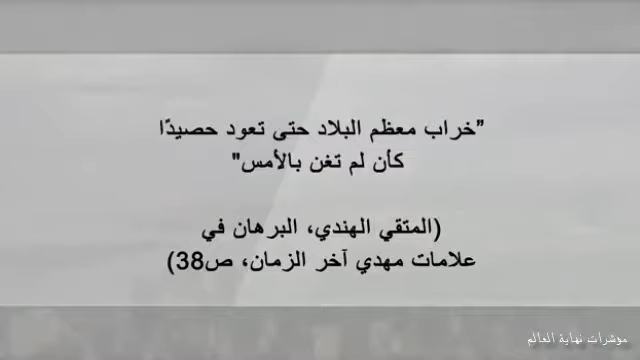 ”خراب معظم البلاد حتى تعود حصيدًا
كأن لم تغن بالأمس"
(المتقي الهندي، البرهان في
علامات مهدي آخر الزمان، ص38)
مؤشرات نهاية العالم